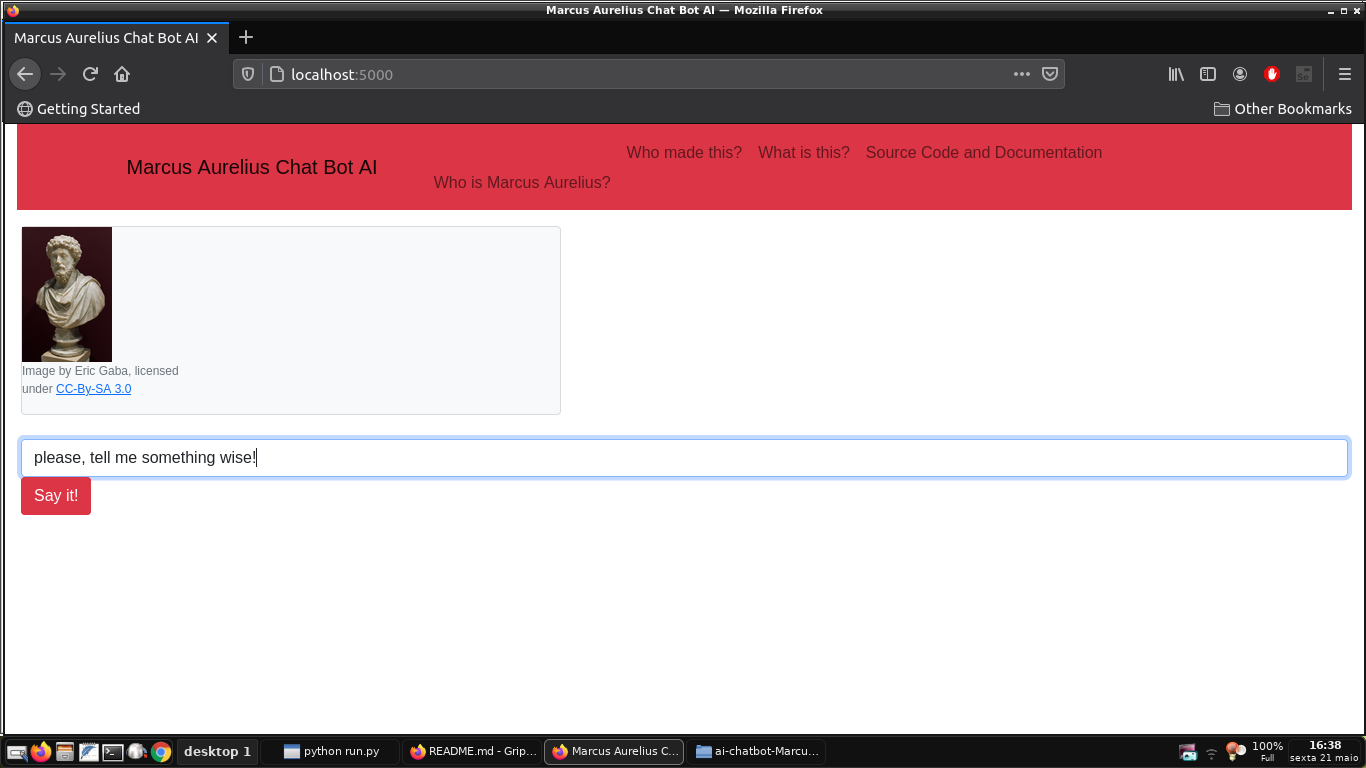 Marcus Aurelius Chat Bot AI — Mozilla Firefox
Marcus Aurelius Chat Bot AI
localhost:5000
Getting Started
Other Bookmarks
Who made this? What is this? Source Code and Documentation
Marcus Aurelius Chat Bot AI
Who is Marcus Aurelius?
Image by Eric Gaba, licensed
under CC-By-SA 3.0
please, tell me something wise!
Say it!
desktop 1 python run.py README.md - Grip... Marcus Aurelius C... ai-chatbot-Marcu... 100% 16:38
Full sexta 21 maio